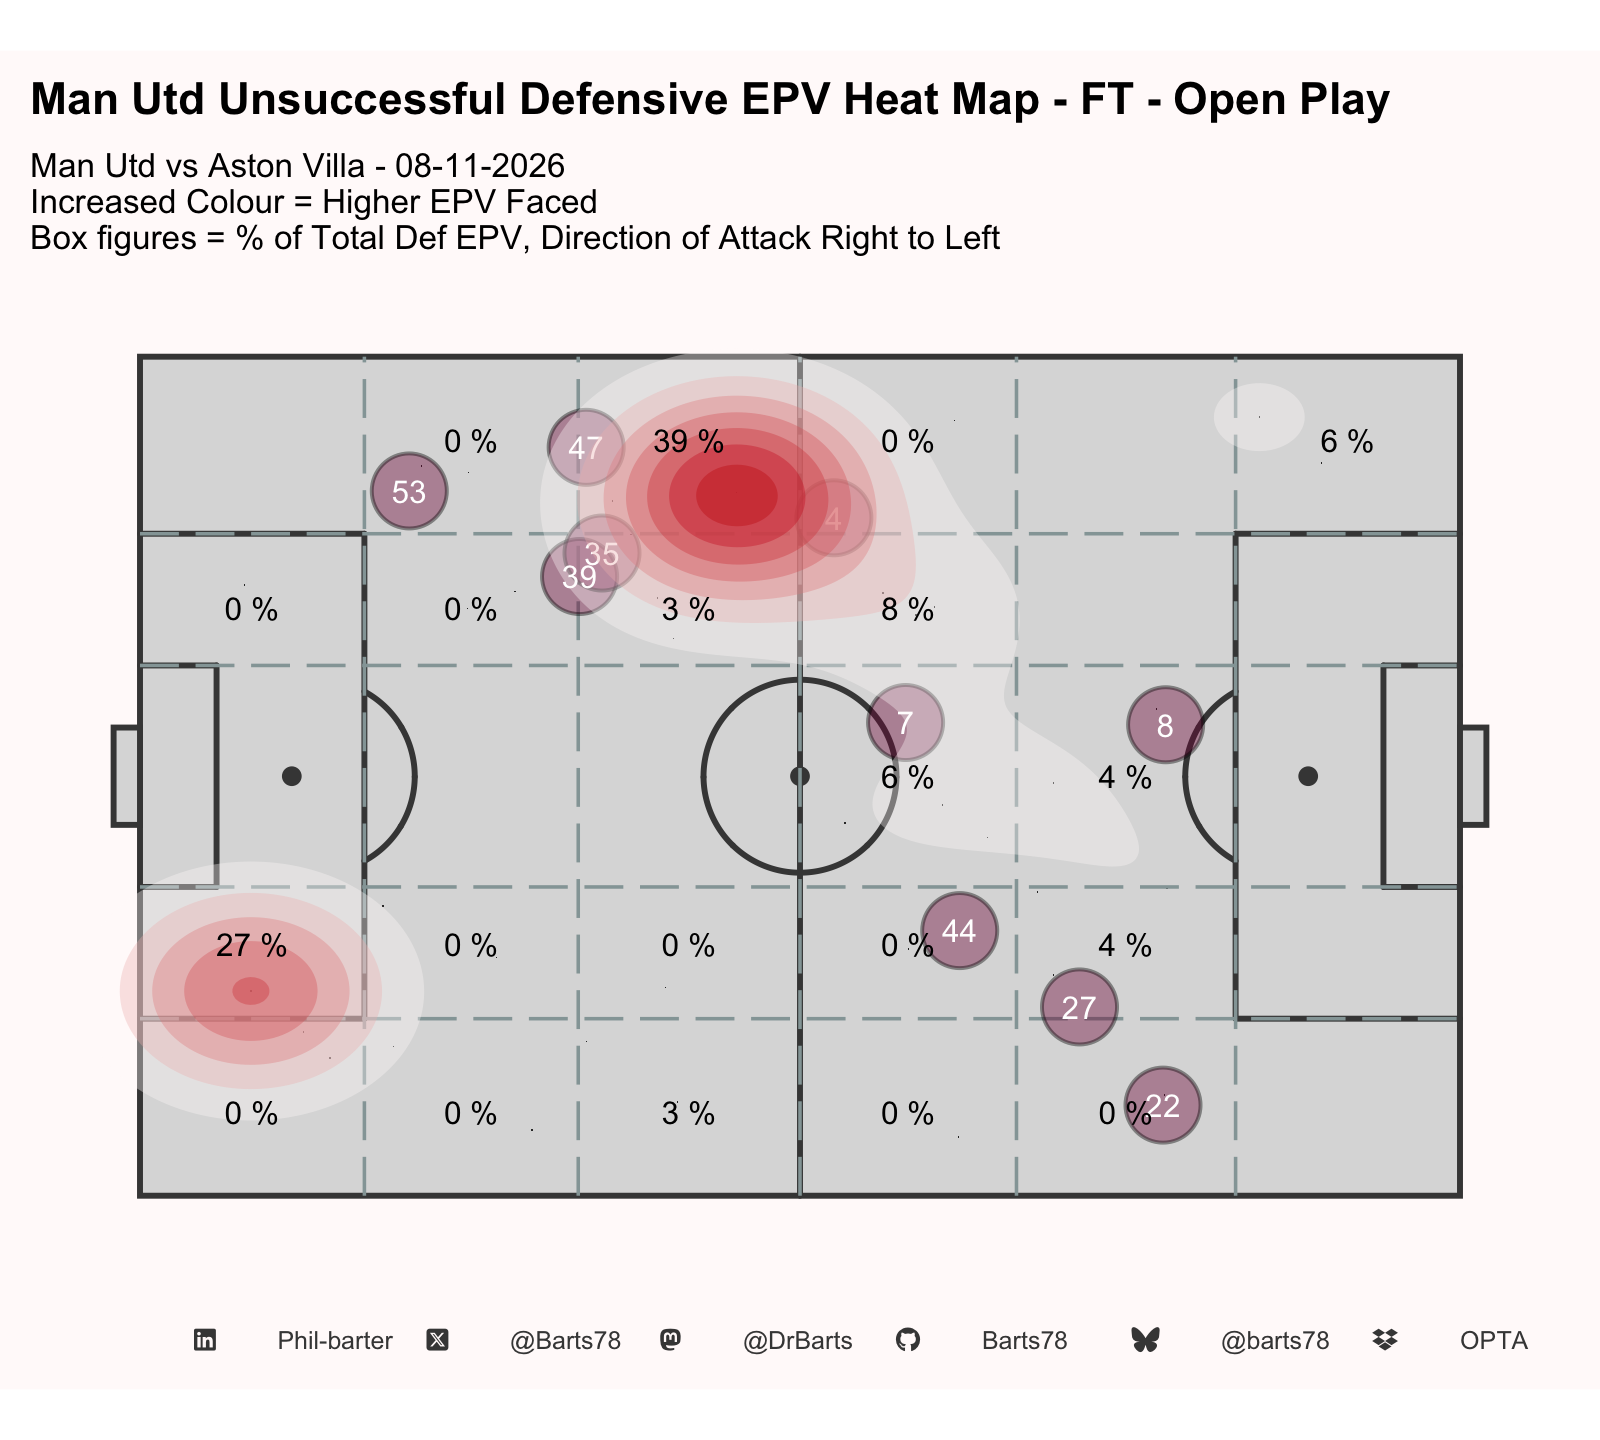 Man Utd Unsuccessful Defensive EPV Heat Map - FT - Open Play
Man Utd vs Aston Villa - 08-11-2026
Increased Colour = Higher EPV Faced
Box figures = % of Total Def EPV, Direction of Attack Right to Left
0 % 47 39 % 0 % 6 %
53 4
35
39
0 % 0 % 3 % 8 %
7 8
6 % 4 %
27 % 0 % 0 % 0 % 44 4 %
27
0 % 0 % 3 % 0 % 0 % 22
Phil-barter @Barts78 @DrBarts Barts78 @barts78 OPTA